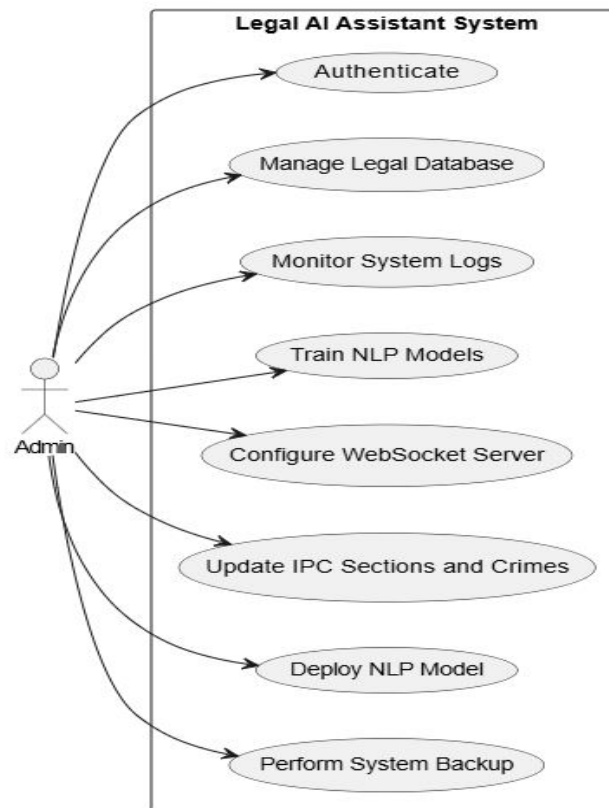 Legal AI Assistant System
Authenticate
Manage Legal Database
Monitor System Logs
Train NLP Models
Admin
Configure WebSocket Server
Update IPC Sections and Crimes
Deploy NLP Model
Perform System Backup